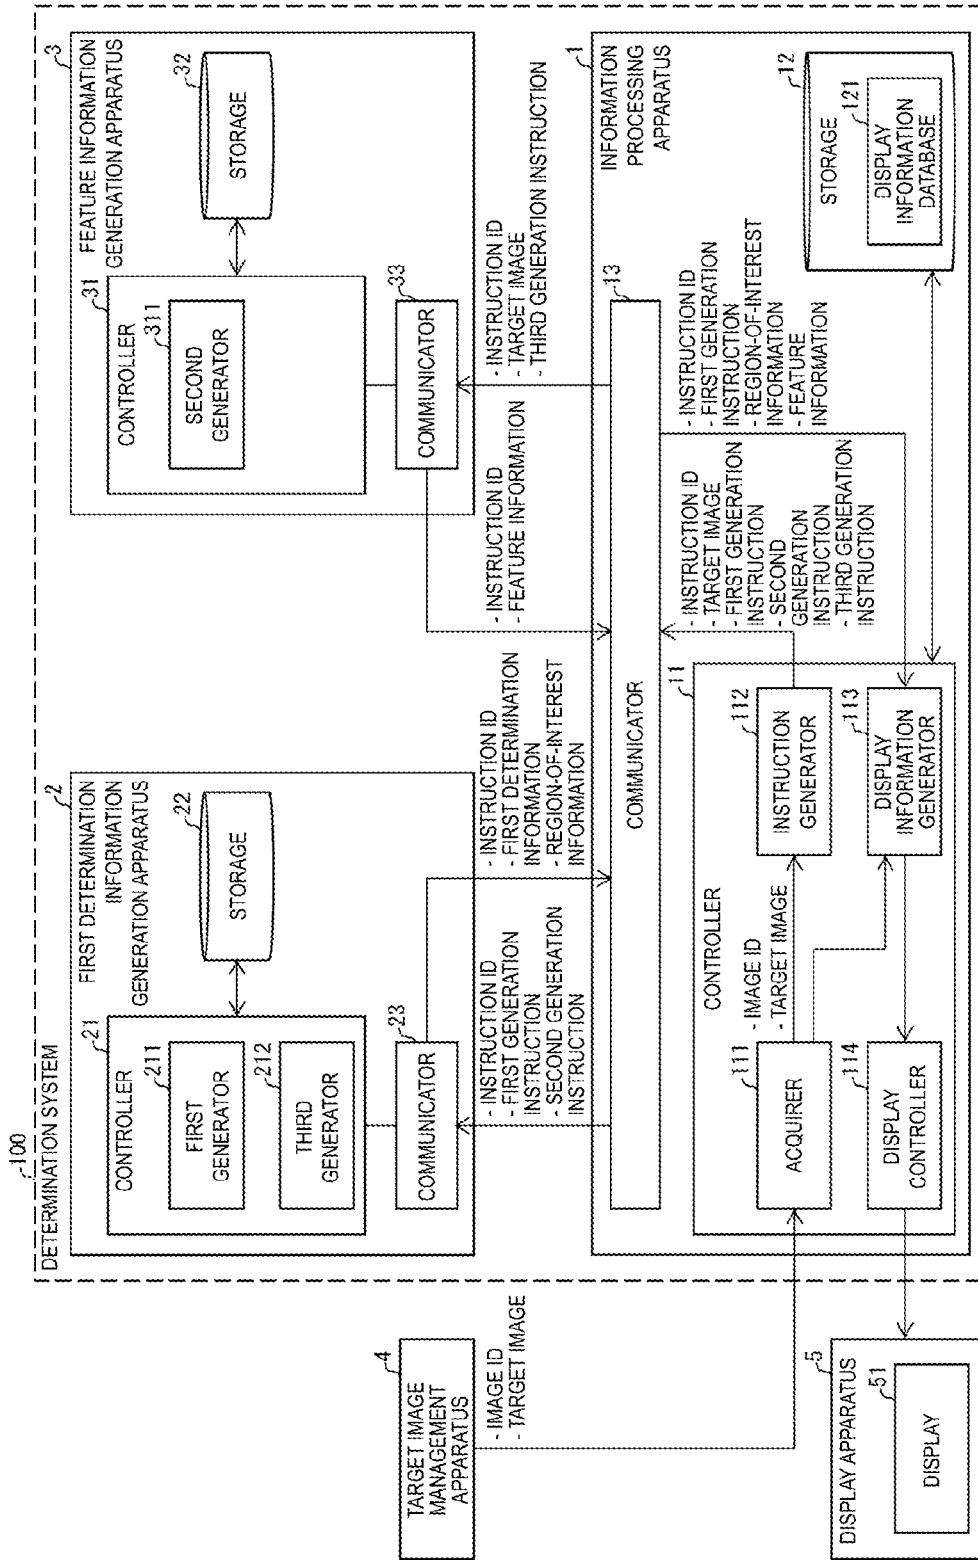 100
DETERMINATION SYSTEM
2
FIRST DETERMINATION
INFORMATION
GENERATION APPARATUS
21
CONTROLLER
211
FIRST
GENERATOR
212
THIRD
GENERATOR
22
STORAGE
23
COMMUNICATOR
3
FEATURE INFORMATION
GENERATION APPARATUS
31
CONTROLLER
311
SECOND
GENERATOR
32
STORAGE
33
COMMUNICATOR
- INSTRUCTION ID
- FIRST GENERATION
INSTRUCTION
- SECOND GENERATION
INSTRUCTION
- INSTRUCTION ID
- FIRST DETERMINATION
INFORMATION
- REGION-OF-INTEREST
INFORMATION
- INSTRUCTION ID
- FEATURE INFORMATION
- INSTRUCTION ID
- TARGET IMAGE
- THIRD GENERATION INSTRUCTION
4
TARGET IMAGE
MANAGEMENT
APPARATUS
- IMAGE ID
- TARGET IMAGE
1
INFORMATION
PROCESSING
APPARATUS
13
COMMUNICATOR
11
CONTROLLER
111
ACQUIRER
- IMAGE ID
- TARGET IMAGE
112
INSTRUCTION
GENERATOR
113
DISPLAY
INFORMATION
GENERATOR
114
DISPLAY
CONTROLLER
- INSTRUCTION ID
- TARGET IMAGE
- FIRST GENERATION
INSTRUCTION
- SECOND
GENERATION
INSTRUCTION
- THIRD GENERATION
INSTRUCTION
- INSTRUCTION ID
- FIRST GENERATION
INSTRUCTION
- REGION-OF-INTEREST
INFORMATION
- FEATURE
INFORMATION
12
STORAGE
121
DISPLAY
INFORMATION
DATABASE
5
DISPLAY APPARATUS
51
DISPLAY